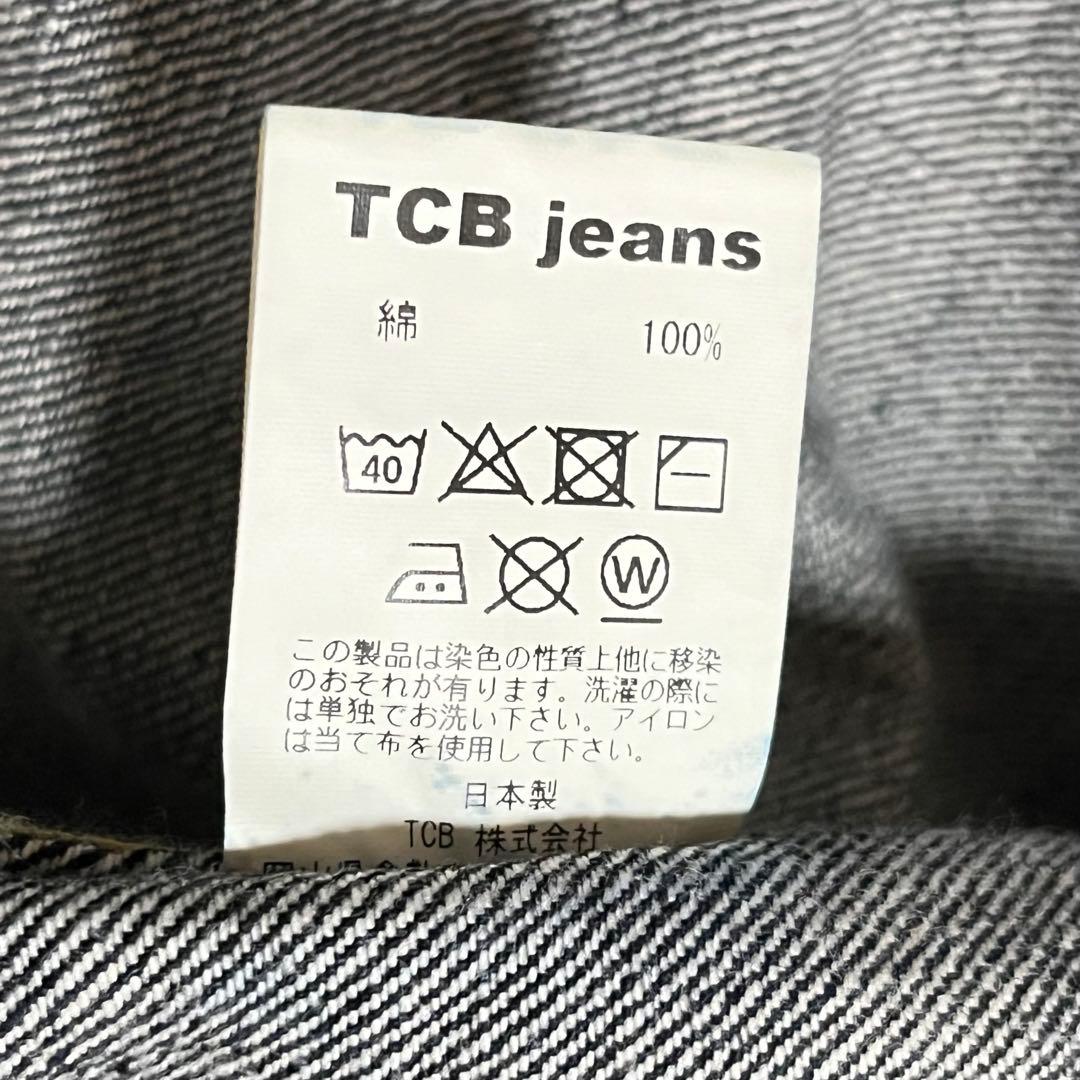 TCB jeans
綿 100%
40
W
この製品は染色の性質上他に移染
のおそれが有ります。洗濯の際に
は単独でお洗い下さい。アイロン
は当て布を使用して下さい。
日本製
TCB 株式会社